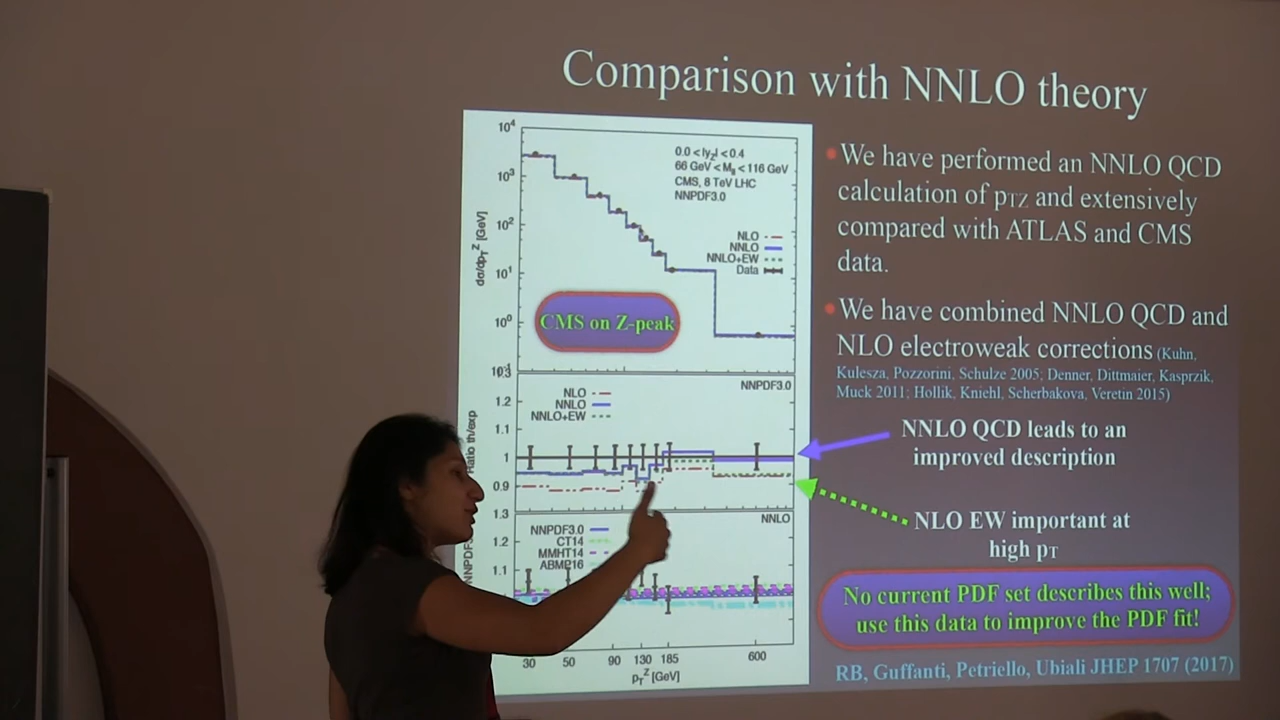 Comparison with NNLO theory
10⁴
10³
10²
10¹
10⁰
dσ/dpTZ [GeV]
0.0 < |yZ| < 0.4
66 GeV < Mll < 116 GeV
CMS, 8 TeV LHC
NNPDF3.0
NLO
NNLO
NNLO+EW
Data
CMS on Z-peak
1.2
1.1
1
0.9
Ratio th/exp
NNPDF3.0
NLO
NNLO
NNLO+EW
1.3
1.2
1.1
NNLO
NNPDF3.0
CT14
MMHT14
ABMP16
30 50 90 130 185 600
pTZ [GeV]
We have performed an NNLO QCD
calculation of pTZ and extensively
compared with ATLAS and CMS
data.
We have combined NNLO QCD and
NLO electroweak corrections (Kuhn,
Kulesza, Pozzorini, Schulze 2005; Denner, Dittmaier, Kasprzik,
Muck 2011; Hollik, Kniehl, Scherbakova, Veretin 2015)
NNLO QCD leads to an
improved description
NLO EW important at
high pT
No current PDF set describes this well;
use this data to improve the PDF fit!
RB, Guffanti, Petriello, Ubiali JHEP 1707 (2017)